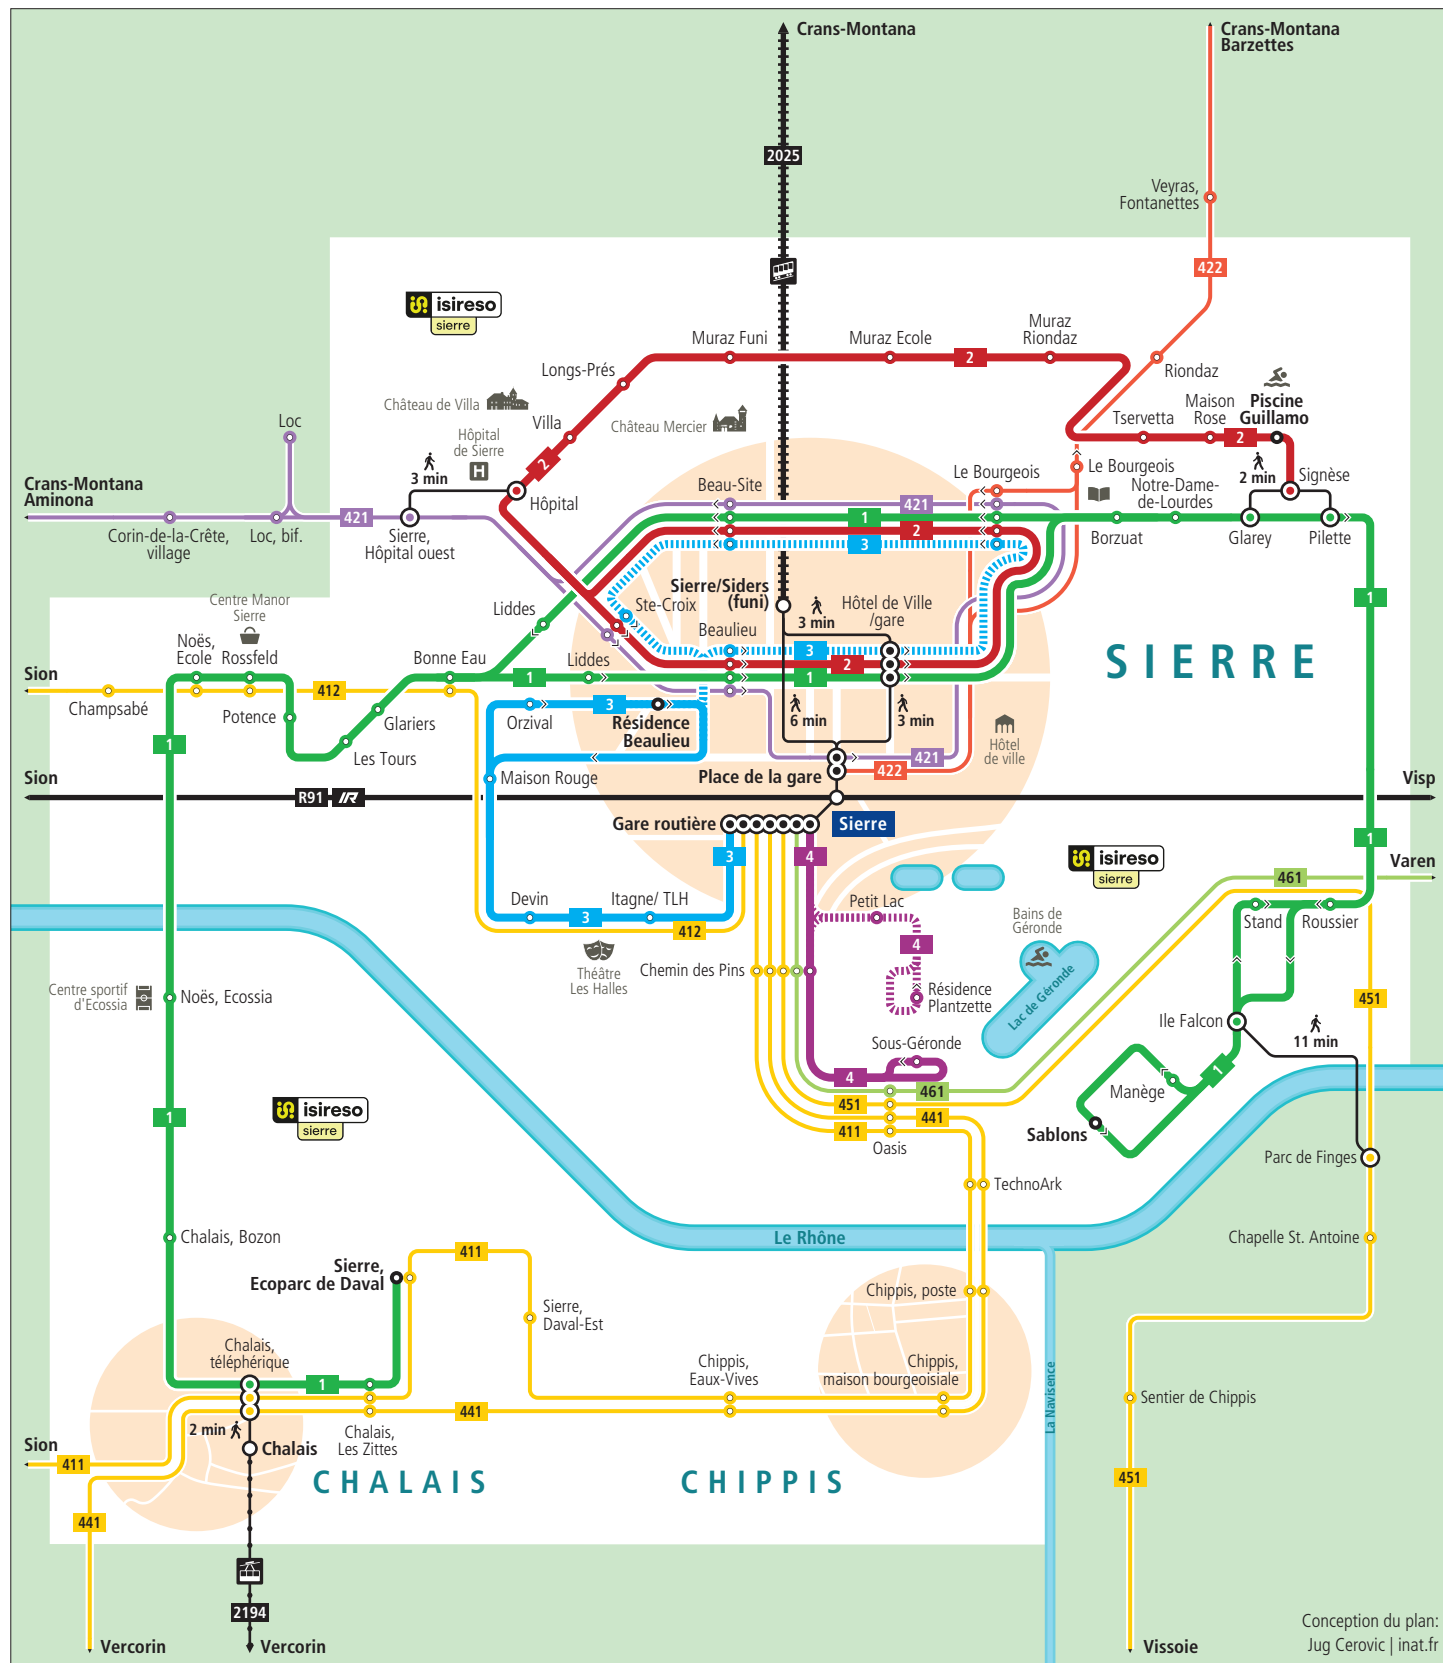 Crans-Montana
Crans-Montana
Barzettes
2025
Veyras,
Fontanettes
422
isireso
sierre
Muraz Funi
Muraz Ecole
Muraz
Riondaz
2
Longs-Prés
Riondaz
Château de Villa
Villa
Château Mercier
Piscine
Guillamo
Maison
Rose
Tservetta
2
Loc
Hôpital
de Sierre
H
3 min
2
Crans-Montana
Aminona
Hôpital
Beau-Site
Le Bourgeois
Le Bourgeois
2 min
Signèse
Notre-Dame-
de-Lourdes
421
421
1
2
3
Corin-de-la-Crête,
village
Loc, bif.
Sierre,
Hôpital ouest
Borzuat
Glarey
Pilette
Sierre/Siders
(funi)
Centre Manor
Sierre
Liddes
Ste-Croix
3 min
Hôtel de Ville
/gare
1
Noës,
Ecole
Rossfeld
Beaulieu
3
2
1
SIERRE
Bonne Eau
Liddes
1
Sion
412
Champsabé
Potence
Glariers
Orzival
3
Résidence
Beaulieu
6 min
3 min
1
Les Tours
Hôtel
de ville
Maison Rouge
Place de la gare
421
422
Sion
Visp
R91
IR
Gare routière
Sierre
3
4
1
isireso
sierre
461
Varen
Devin
3
Itagne/ TLH
412
Petit Lac
4
Bains de
Géronde
Stand
Roussier
Théâtre
Les Halles
Chemin des Pins
Résidence
Plantzette
Lac de Géronde
Centre sportif
d'Ecossia
Noës, Ecossia
451
Ile Falcon
11 min
Sous-Géronde
4
461
451
441
411
Oasis
1
Manège
Sablons
isireso
sierre
1
Parc de Finges
TechnoArk
Le Rhône
Chalais, Bozon
Chapelle St. Antoine
411
Sierre,
Ecoparc de Daval
Chippis, poste
Sierre,
Daval-Est
Chalais,
téléphérique
1
Chippis,
Eaux-Vives
Chippis,
maison bourgeoisiale
La Navisence
Sentier de Chippis
441
2 min
Chalais,
Les Zittes
Chalais
Sion
411
CHALAIS
CHIPPIS
451
441
2194
Vercorin
Vercorin
Vissoie
Conception du plan:
Jug Cerovic | inat.fr